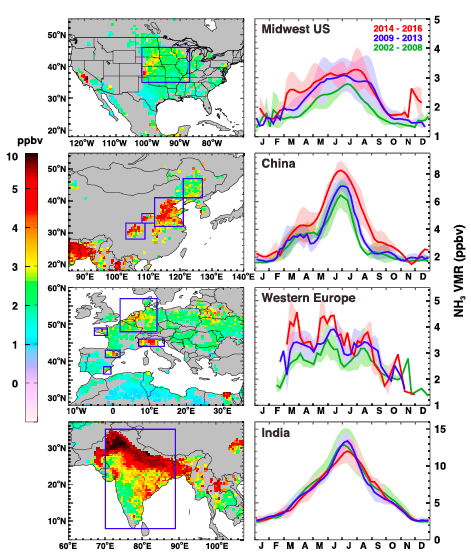 Midwest US
2014 - 2016
2009 - 2013
2002 - 2008
50°N
40°N
30°N
20°N
120°W 100°W 80°W
5
4
3
2
1
J F M A M J J A S O N D
ppbv
10
5
4
3
2
1
0
China
50°N
40°N
30°N
20°N
90°E 100°E 110°E 120°E 130°E 140°E
8
6
4
2
J F M A M J J A S O N D
NH₃ VMR (ppbv)
Western Europe
60°N
50°N
40°N
30°N
10°W 0° 10°E 20°E 30°E
5
4
3
2
1
J F M A M J J A S O N D
India
30°N
20°N
10°N
60°E 70°E 80°E 90°E 100°E
15
10
5
0
J F M A M J J A S O N D